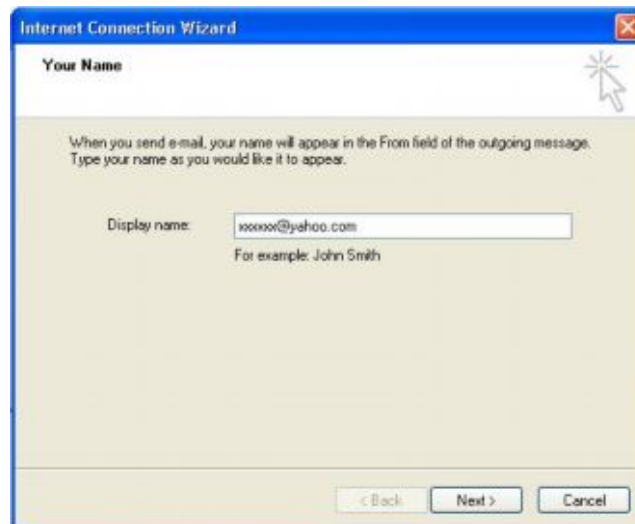 Internet Connection Wizard
Your Name
When you send e-mail, your name will appear in the From field of the outgoing message.
Type your name as you would like it to appear.
Display name: xxxxxx@yahoo.com
For example: John Smith
< Back Next > Cancel